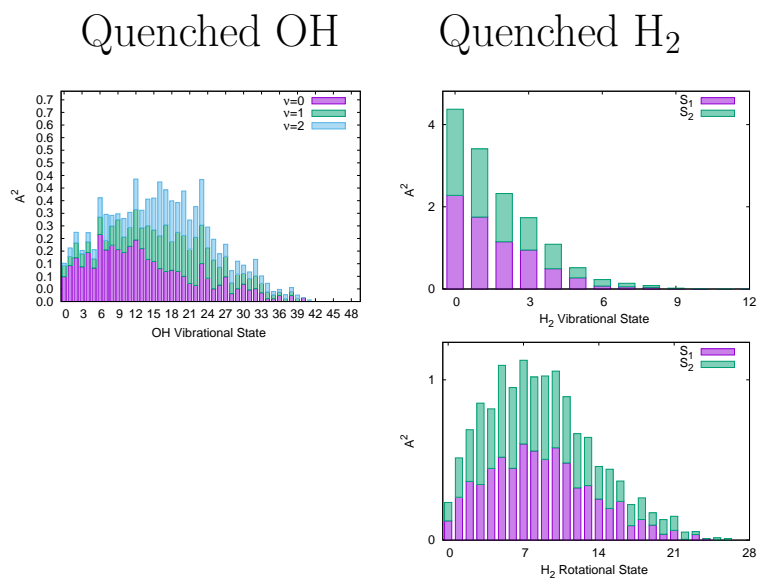 Quenched OH
Quenched H₂
0.7
0.7
0.6
0.6
0.5
0.5
0.4
0.4
0.3
0.3
0.2
0.2
0.1
0.1
0.0
0.0
A²
ν=0
ν=1
ν=2
0 3 6 9 12 15 18 21 24 27 30 33 36 39 42 45 48
OH Vibrational State
4
2
0
A²
S₁
S₂
0 3 6 9 12
H₂ Vibrational State
1
0
A²
S₁
S₂
0 7 14 21 28
H₂ Rotational State